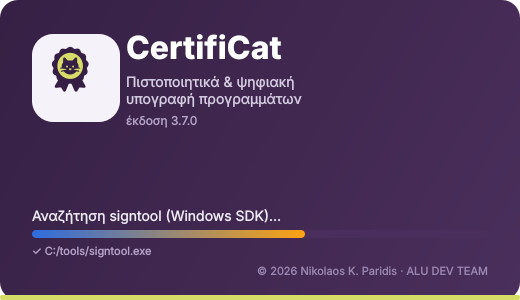 CertifiCat
Πιστοποιητικά & ψηφιακή
υπογραφή προγραμμάτων
έκδοση 3.7.0
Αναζήτηση signtool (Windows SDK)...
✓ C:/tools/signtool.exe
© 2026 Nikolaos K. Paridis · ALU DEV TEAM